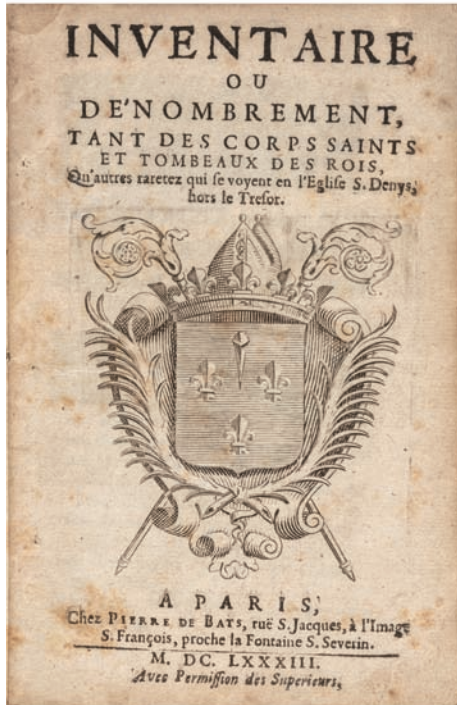 INVENTAIRE
OU
DE'NOMBREMENT,
TANT DES CORPS SAINTS
ET TOMBEAUX DES ROIS,
Qu'autres raretez qui se voyent en l'Eglise S. Denys,
hors le Tresor.
A PARIS,
Chez PIERRE DE BATS, ruë S. Jacques, à l'Image
S. François, proche la Fontaine S. Severin.
M. DC. LXXXIII.
Avec Permission des Superieurs,